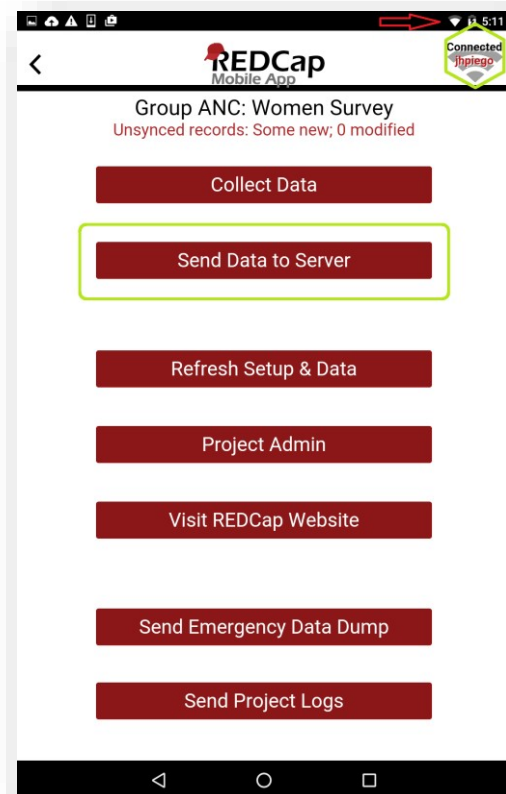 5:11
REDCap
Mobile App
Connected
jhpiego
Group ANC: Women Survey
Unsynced records: Some new; 0 modified
Collect Data
Send Data to Server
Refresh Setup & Data
Project Admin
Visit REDCap Website
Send Emergency Data Dump
Send Project Logs